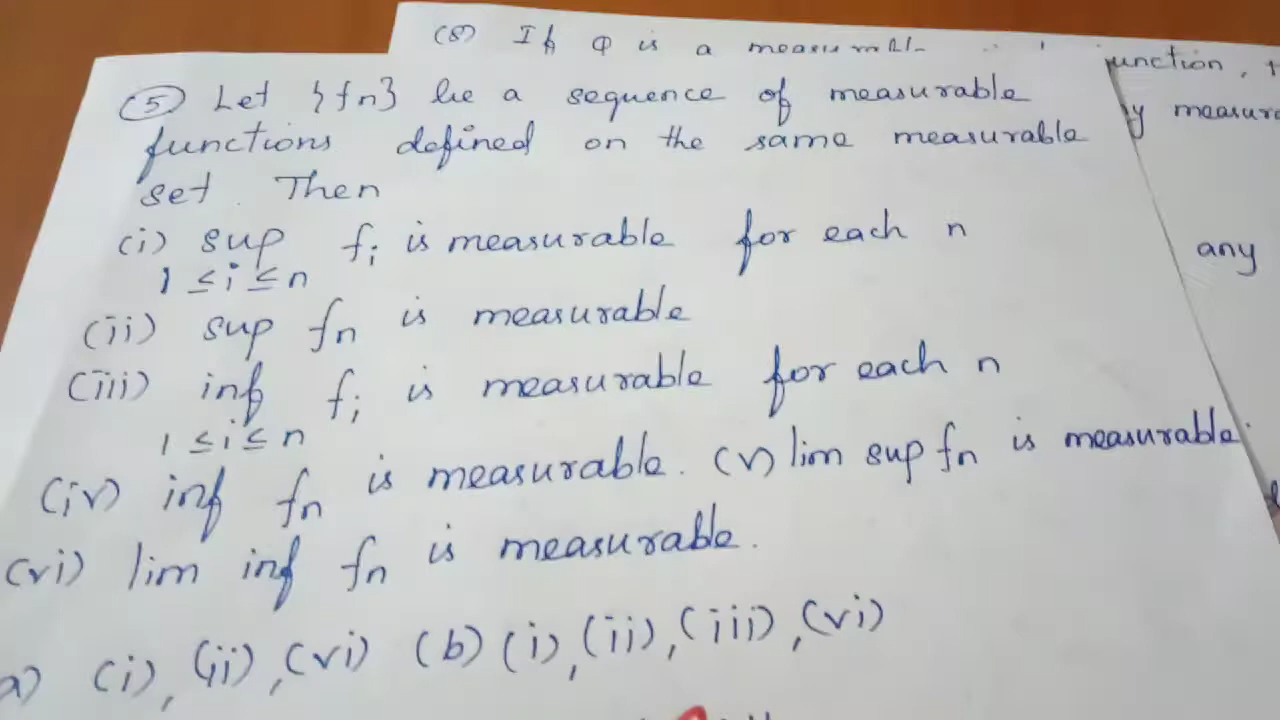 (8) If φ is a
junction,
(5) Let {fn} be a sequence of measurable
functions defined on the same measurable
set. Then
any
(i) sup fi is measurable for each n
1 ≤ i ≤ n
(ii) sup fn is measurable
(iii) inf fi is measurable for each n
1 ≤ i ≤ n
(iv) inf fn is measurable. (v) lim sup fn is measurable.
(vi) lim inf fn is measurable.
a) (i), (ii), (vi) (b) (i), (ii), (iii), (vi)